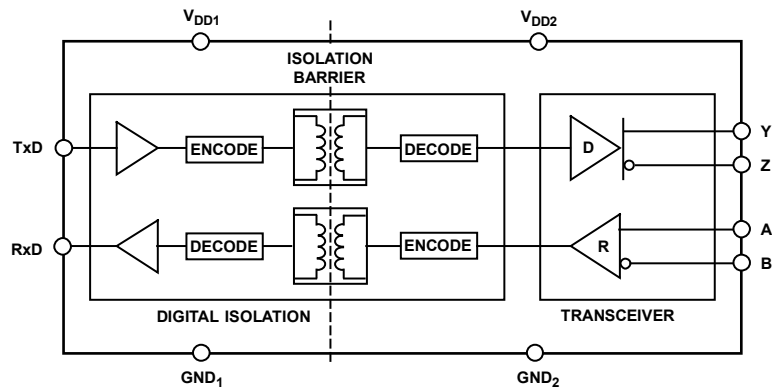 VDD1
VDD2
ISOLATION
BARRIER
TxD
ENCODE
DECODE
D
Y
Z
RxD
DECODE
ENCODE
R
A
B
DIGITAL ISOLATION
TRANSCEIVER
GND1
GND2